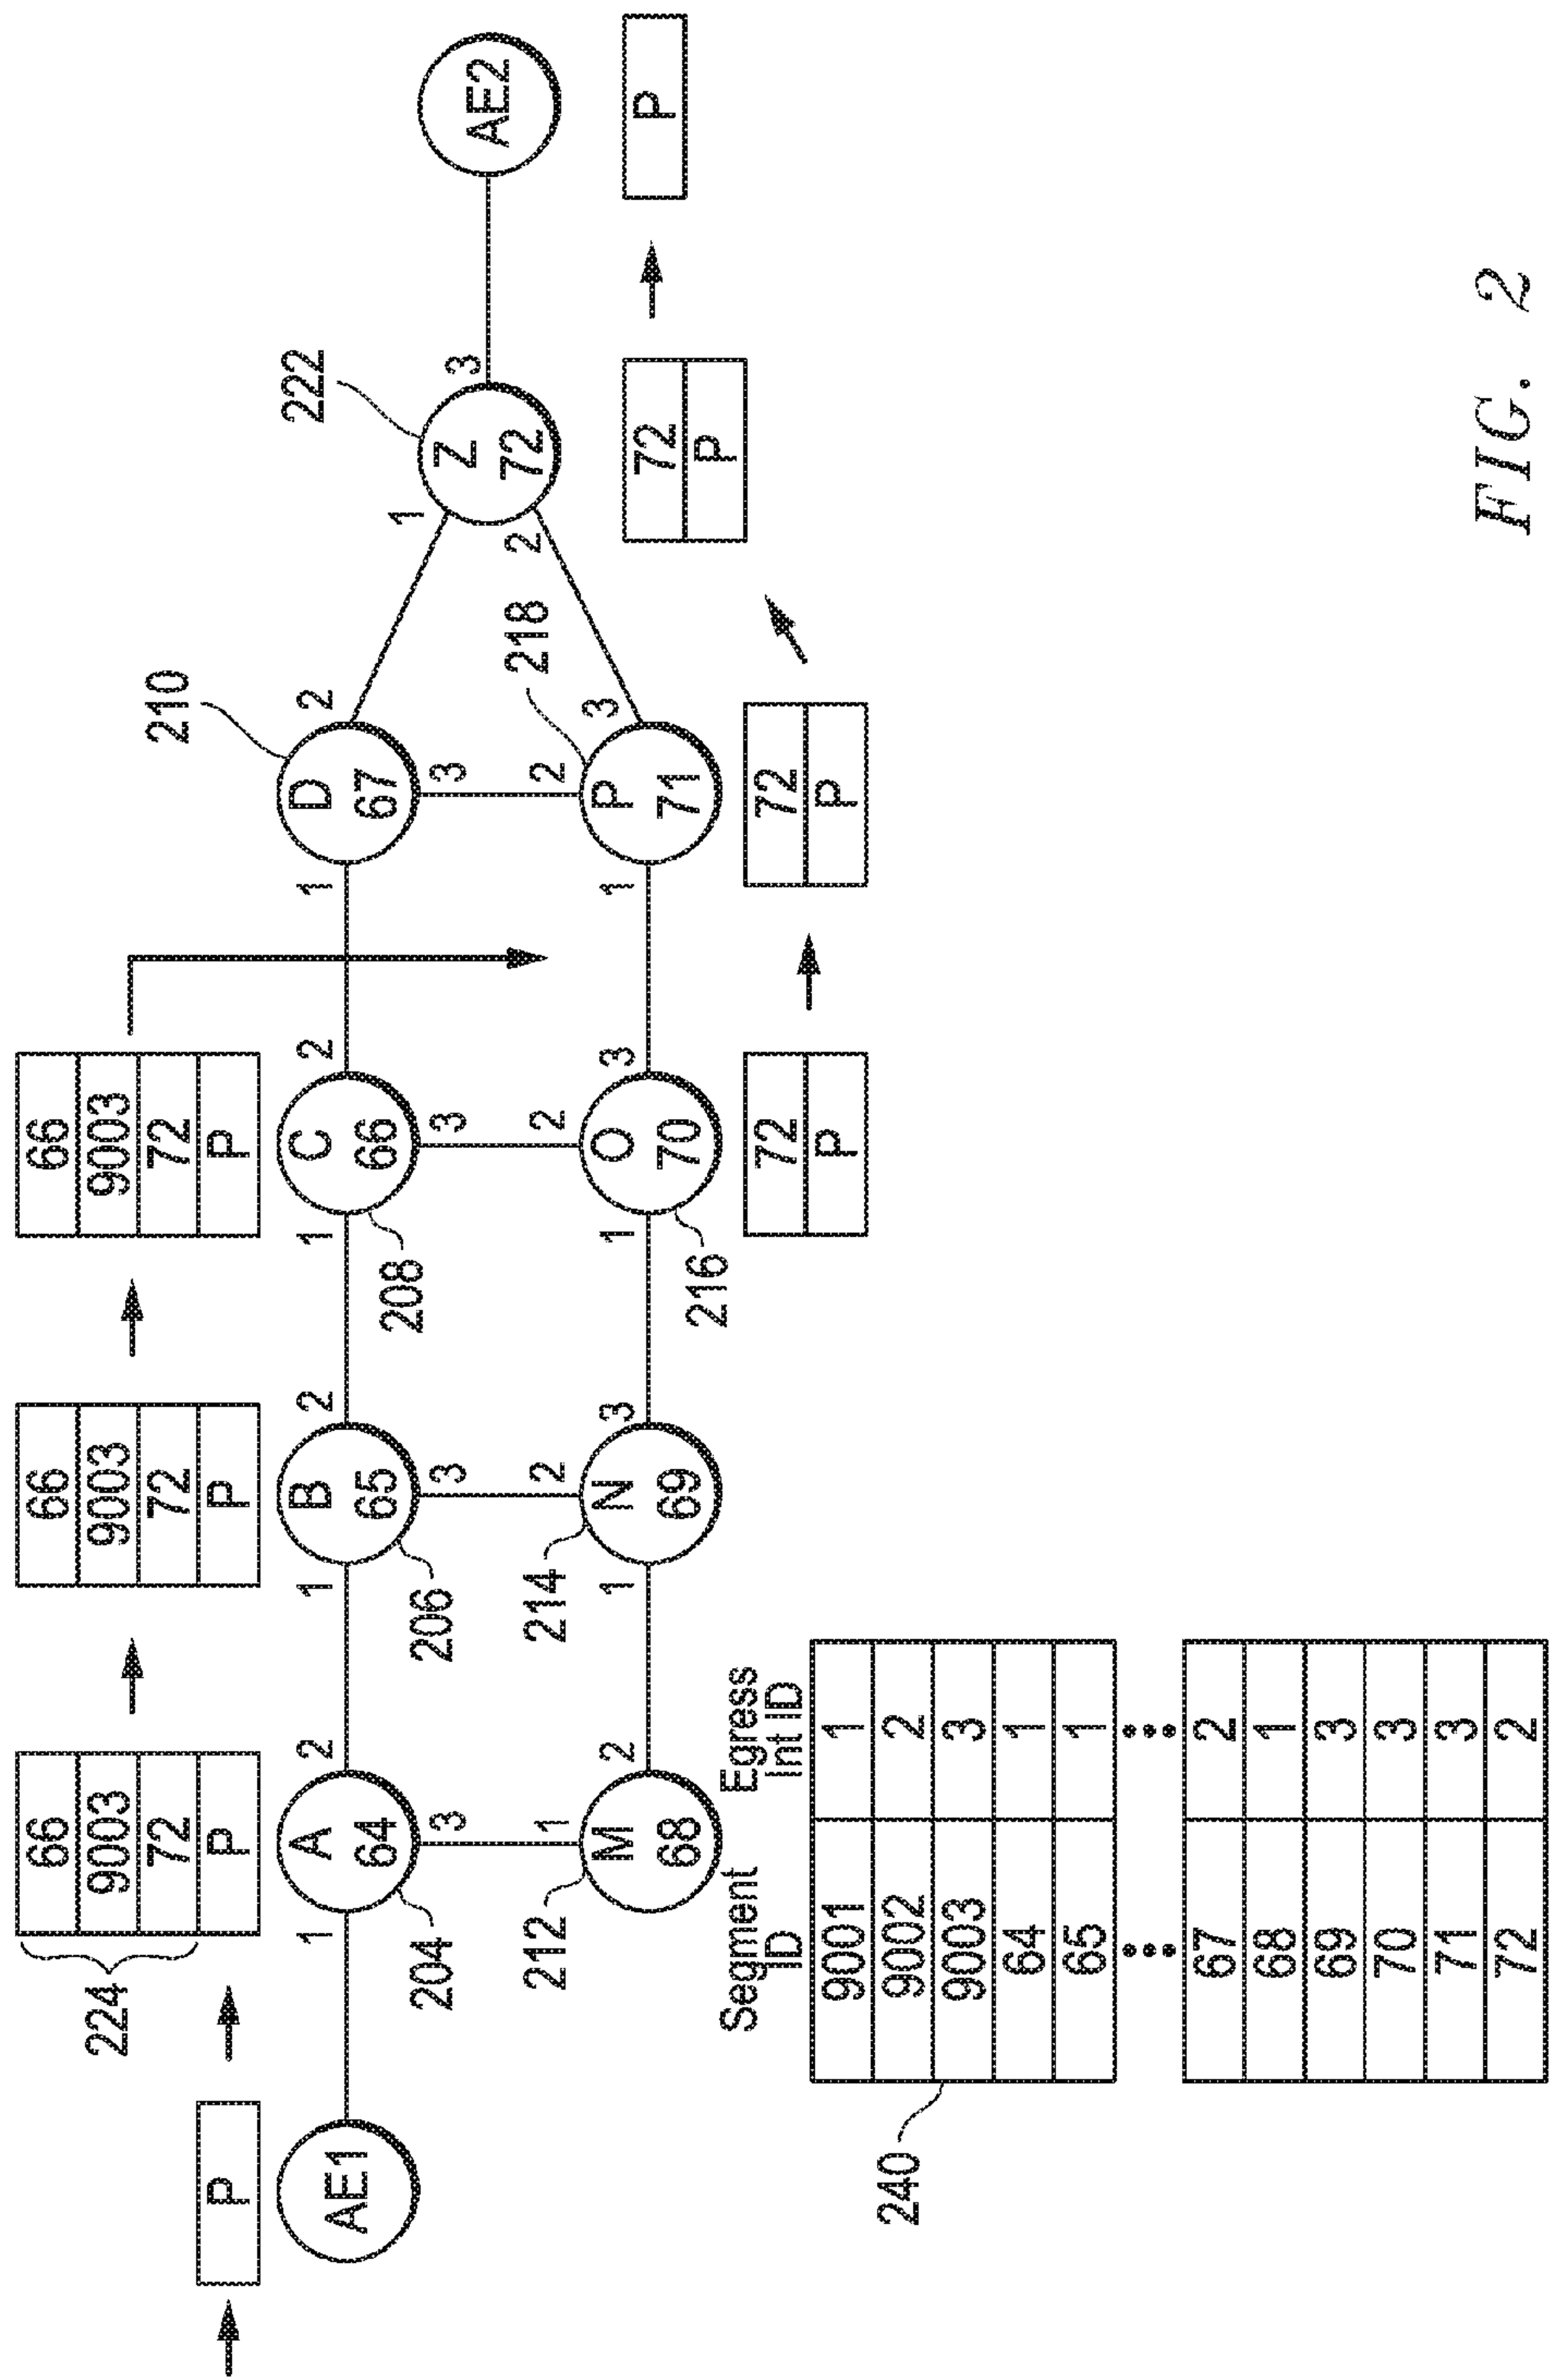 66 66 66
9003 9003 9003
72 72 72
P P P P
224
210
222
2 2 2 2
1 1 1 1
AE1
A B C D
64 65 66 67
204 206 208
3 3 3 3
1
Z
72
3
AE2
1 2 2 2
2
212 214 218
M N O P
68 69 70 71
2 1 3 1 3 1 3
216
72
P
P
72 72
P P
Segment ID Egress Int ID
9001 1
9002 2
9003 3
64 1
65 1
67 2
68 1
69 3
70 3
71 3
72 2
240
FIG. 2